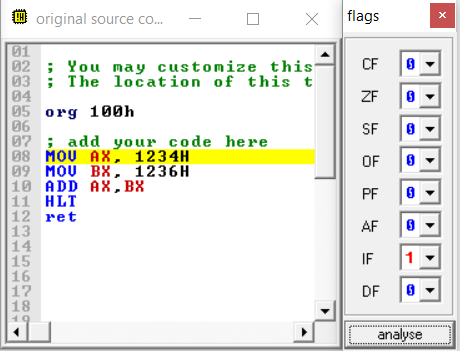 original source co...
01
02 ; You may customize this
03 ; The location of this t
04
05 org 100h
06
07 ; add your code here
08 MOV AX, 1234H
09 MOV BX, 1236H
10 ADD AX,BX
11 HLT
12 ret
13
14
15
16
17
18
19
flags
CF 0
ZF 0
SF 0
OF 0
PF 0
AF 0
IF 1
DF 0
analyse